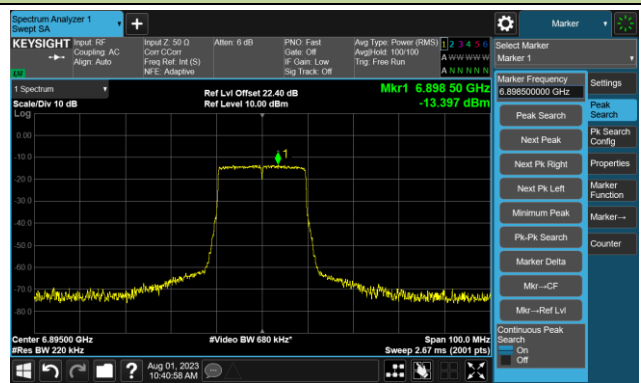 Spectrum Analyzer 1
Swept SA
Marker
KEYSIGHT
Input: RF
Coupling: AC
Align: Auto
Input Z: 50 Ω
Corr CCorr
Freq Ref: Int (S)
NFE: Adaptive
Atten: 6 dB
PNO: Fast
Gate: Off
IF Gain: Low
Sig Track: Off
Avg Type: Power (RMS)
Avg|Hold: 100/100
Trig: Free Run
1 2 3 4 5 6
A W W W W W
A N N N N N
LXI
Select Marker
Marker 1
1 Spectrum
Scale/Div 10 dB
Log
Ref Lvl Offset 22.40 dB
Ref Level 10.00 dBm
Mkr1 6.898 50 GHz
-13.397 dBm
0.00
-10.0
-20.0
-30.0
-40.0
-50.0
-60.0
-70.0
-80.0
1
Center 6.89500 GHz
#Res BW 220 kHz
#Video BW 680 kHz*
Span 100.0 MHz
Sweep 2.67 ms (2001 pts)
Marker Frequency
6.898500000 GHz
Peak Search
Next Peak
Next Pk Right
Next Pk Left
Minimum Peak
Pk-Pk Search
Marker Delta
Mkr→CF
Mkr→Ref Lvl
Continuous Peak
Search
On
Off
Settings
Peak
Search
Pk Search
Config
Properties
Marker
Function
Marker→
Counter
?
Aug 01, 2023
10:40:58 AM